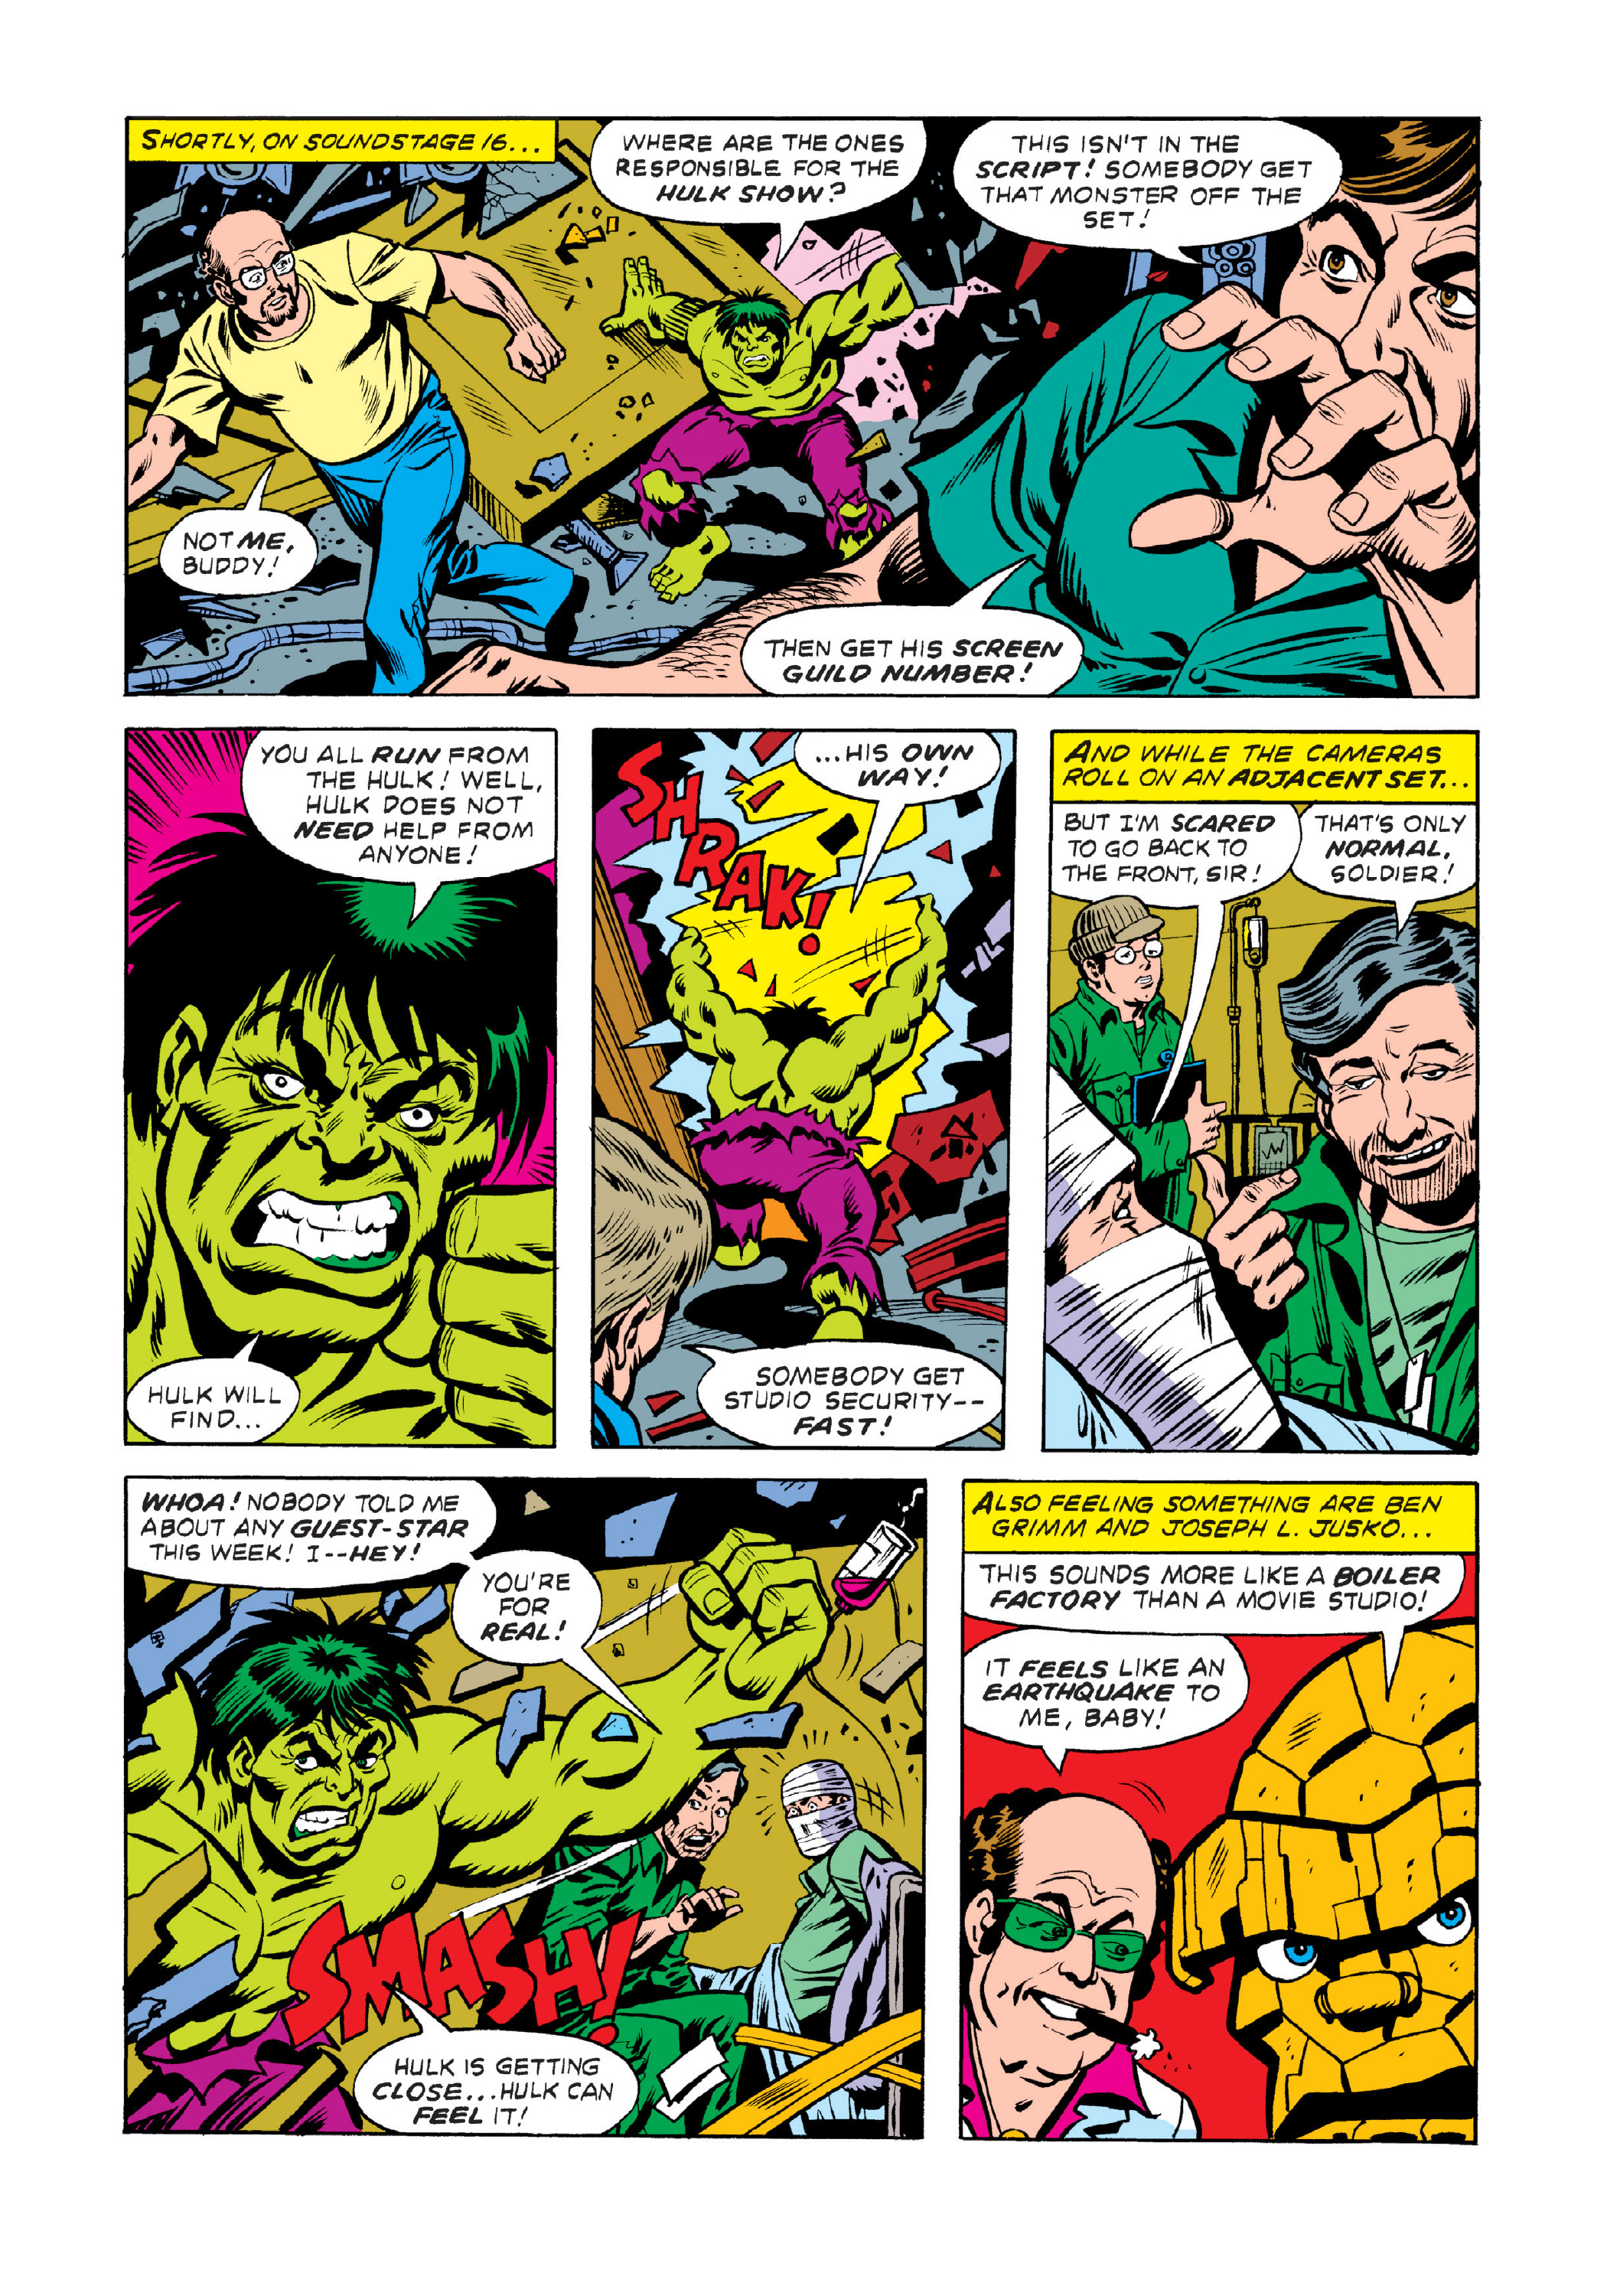 SHORTLY, ON SOUNDSTAGE 16...
WHERE ARE THE ONES
RESPONSIBLE FOR THE
HULK SHOW?
THIS ISN'T IN THE
SCRIPT! SOMEBODY GET
THAT MONSTER OFF THE
SET!
NOT ME,
BUDDY!
THEN GET HIS SCREEN
GUILD NUMBER!
YOU ALL RUN FROM
THE HULK! WELL,
HULK DOES NOT
NEED HELP FROM
ANYONE!
HULK WILL
FIND...
...HIS OWN
WAY!
SHRAK!
SOMEBODY GET
STUDIO SECURITY--
FAST!
AND WHILE THE CAMERAS
ROLL ON AN ADJACENT SET...
BUT I'M SCARED
TO GO BACK TO
THE FRONT, SIR!
THAT'S ONLY
NORMAL,
SOLDIER!
WHOA! NOBODY TOLD ME
ABOUT ANY GUEST-STAR
THIS WEEK! I--HEY!
YOU'RE
FOR
REAL!
SMASH!
HULK IS GETTING
CLOSE...HULK CAN
FEEL IT!
ALSO FEELING SOMETHING ARE BEN
GRIMM AND JOSEPH L. JUSKO...
THIS SOUNDS MORE LIKE A BOILER
FACTORY THAN A MOVIE STUDIO!
IT FEELS LIKE AN
EARTHQUAKE TO
ME, BABY!